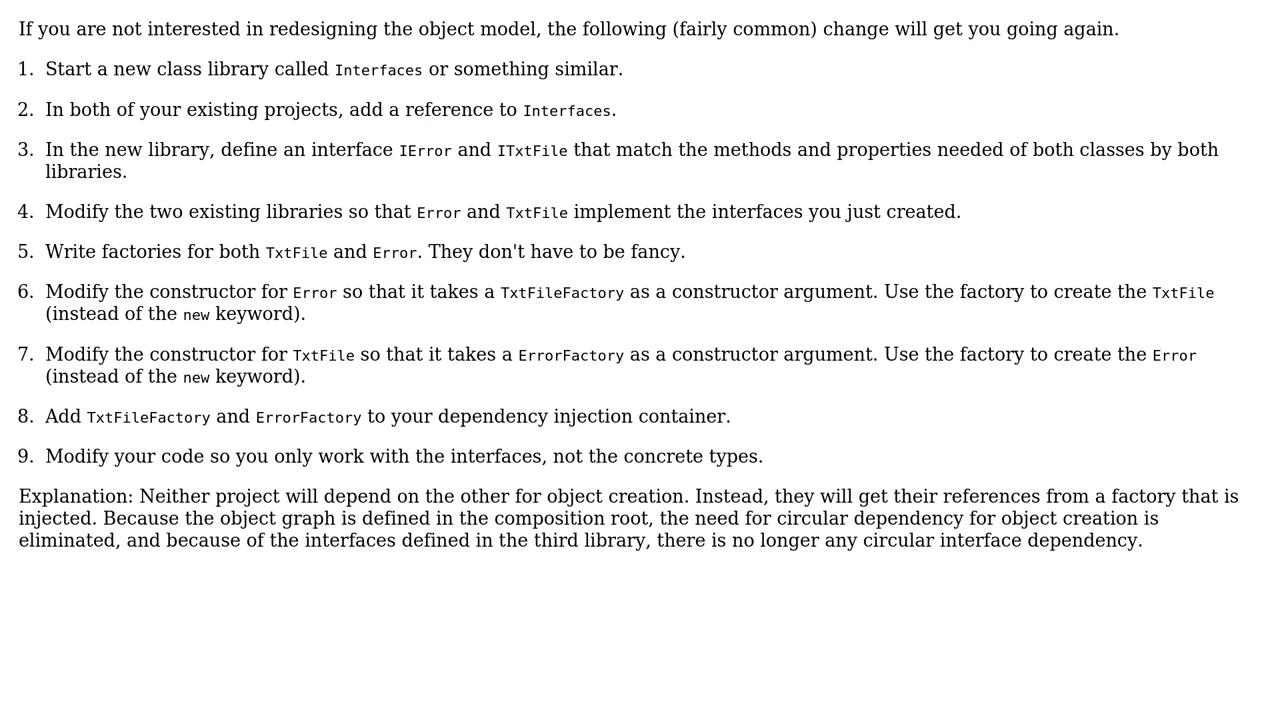 If you are not interested in redesigning the object model, the following (fairly common) change will get you going again.
1. Start a new class library called Interfaces or something similar.
2. In both of your existing projects, add a reference to Interfaces.
3. In the new library, define an interface IError and ITxtFile that match the methods and properties needed of both classes by both
libraries.
4. Modify the two existing libraries so that Error and TxtFile implement the interfaces you just created.
5. Write factories for both TxtFile and Error. They don't have to be fancy.
6. Modify the constructor for Error so that it takes a TxtFileFactory as a constructor argument. Use the factory to create the TxtFile
(instead of the new keyword).
7. Modify the constructor for TxtFile so that it takes a ErrorFactory as a constructor argument. Use the factory to create the Error
(instead of the new keyword).
8. Add TxtFileFactory and ErrorFactory to your dependency injection container.
9. Modify your code so you only work with the interfaces, not the concrete types.
Explanation: Neither project will depend on the other for object creation. Instead, they will get their references from a factory that is
injected. Because the object graph is defined in the composition root, the need for circular dependency for object creation is
eliminated, and because of the interfaces defined in the third library, there is no longer any circular interface dependency.